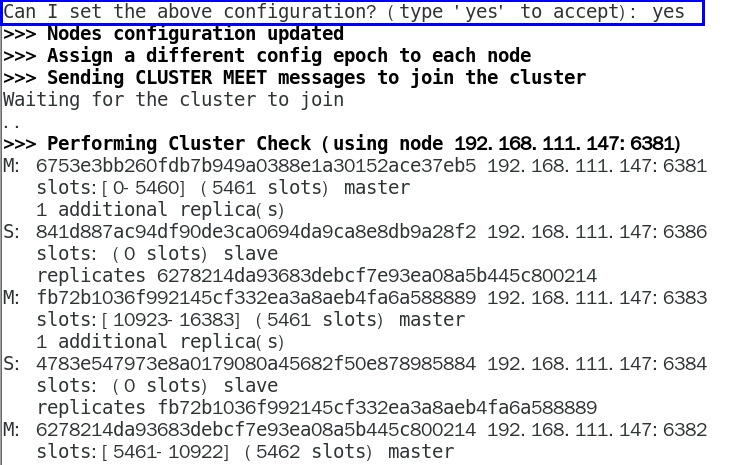 Can I set the above configuration? (type 'yes' to accept): yes
>>> Nodes configuration updated
>>> Assign a different config epoch to each node
>>> Sending CLUSTER MEET messages to join the cluster
Waiting for the cluster to join
..
>>> Performing Cluster Check (using node 192.168.111.147:6381)
M: 6753e3bb260fdb7b949a0388e1a30152ace37eb5 192.168.111.147:6381
slots:[0-5460] (5461 slots) master
1 additional replica(s)
S: 841d887ac94df90de3ca0694da9ca8e8db9a28f2 192.168.111.147:6386
slots: (0 slots) slave
replicates 6278214da93683debcf7e93ea08a5b445c800214
M: fb72b1036f992145cf332ea3a8aeb4fa6a588889 192.168.111.147:6383
slots:[10923-16383] (5461 slots) master
1 additional replica(s)
S: 4783e547973e8a0179080a45682f50e878985884 192.168.111.147:6384
slots: (0 slots) slave
replicates fb72b1036f992145cf332ea3a8aeb4fa6a588889
M: 6278214da93683debcf7e93ea08a5b445c800214 192.168.111.147:6382
slots:[5461-10922] (5462 slots) master